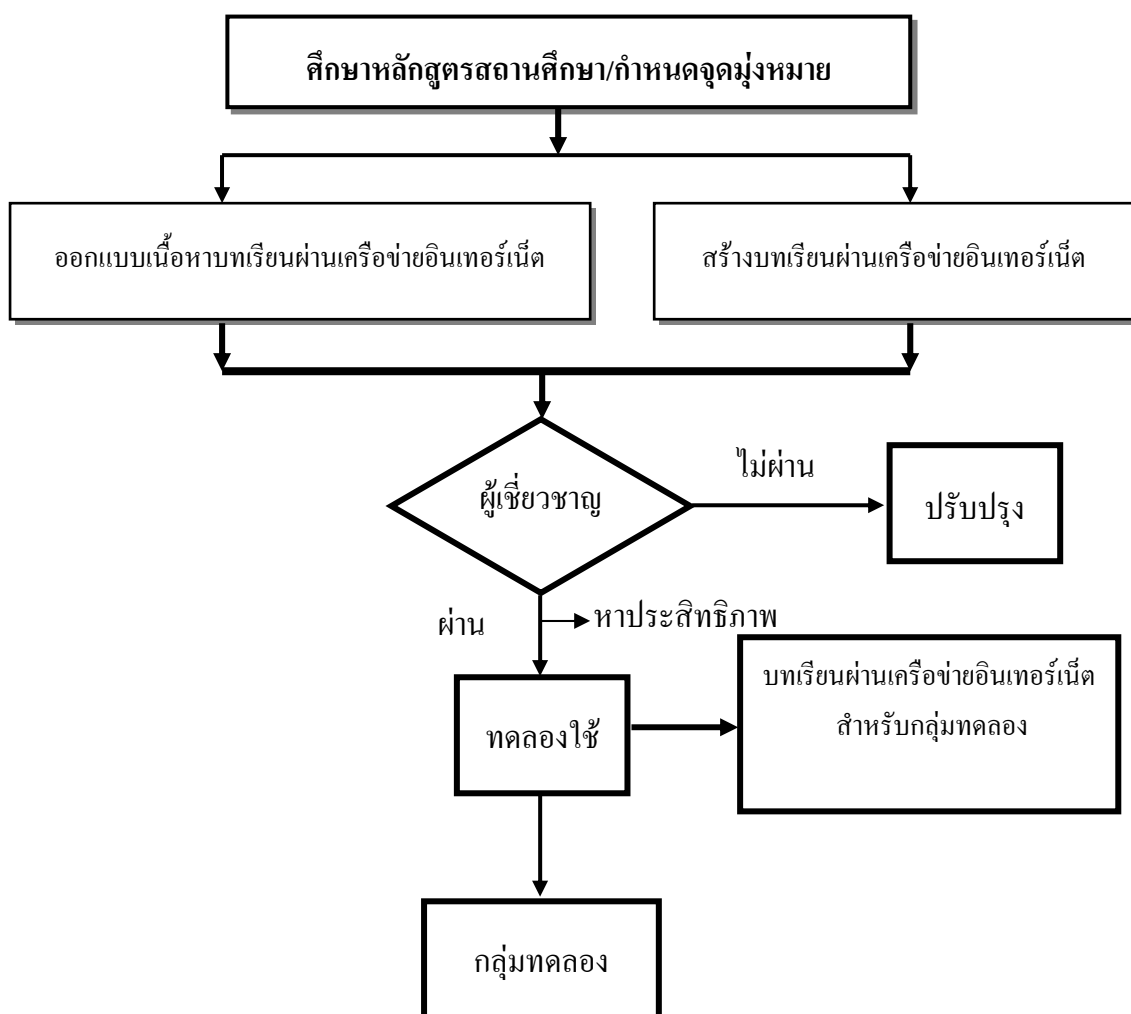 ศึกษาหลักสูตรสถานศึกษา/กำหนดจุดมุ่งหมาย
ออกแบบเนื้อหาบทเรียนผ่านเครือข่ายอินเทอร์เน็ต
สร้างบทเรียนผ่านเครือข่ายอินเทอร์เน็ต
ผู้เชี่ยวชาญ
ไม่ผ่าน
ปรับปรุง
ผ่าน
หาประสิทธิภาพ
ทดลองใช้
บทเรียนผ่านเครือข่ายอินเทอร์เน็ต
สำหรับกลุ่มทดลอง
กลุ่มทดลอง